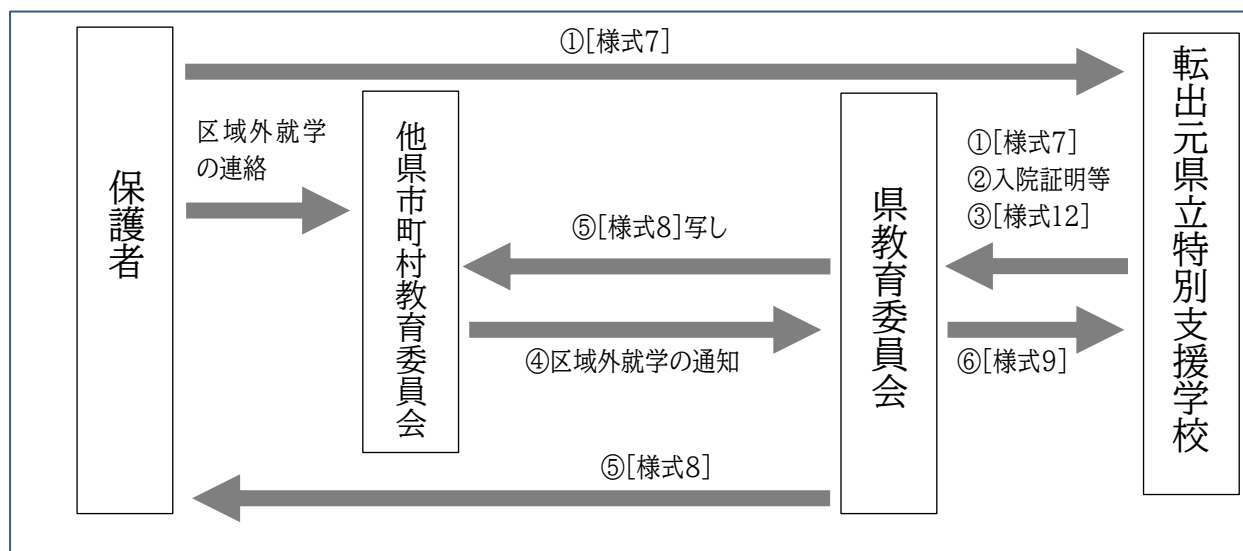 ①[様式7]
保護者
区域外就学
の連絡
他県市町村教育委員会
⑤[様式8]写し
④区域外就学の通知
⑤[様式8]
県教育委員会
①[様式7]
②入院証明等
③[様式12]
⑥[様式9]
転出元県立特別支援学校